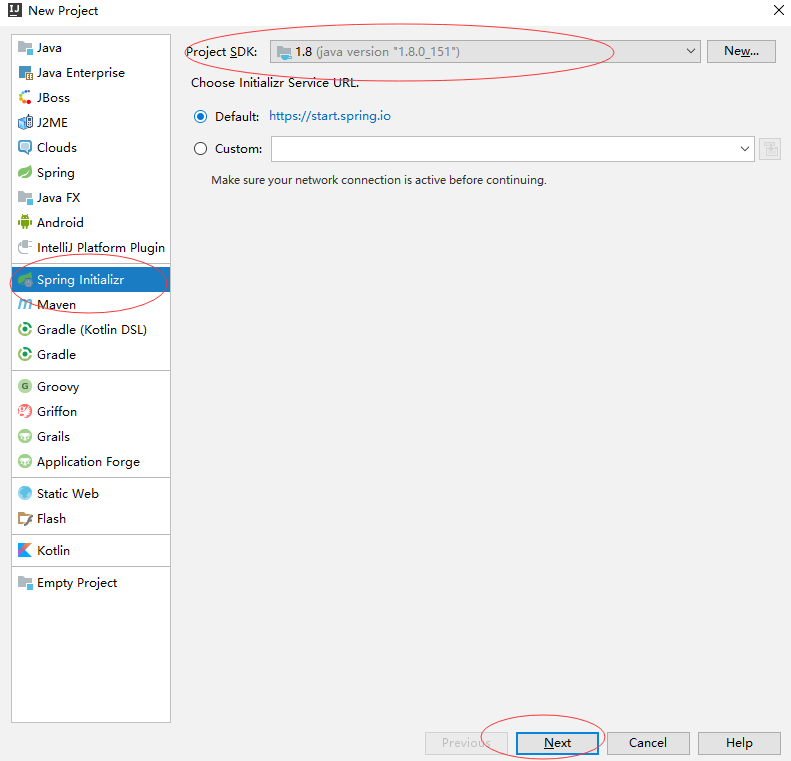 New Project
Java
Java Enterprise
JBoss
J2ME
Clouds
Spring
Java FX
Android
IntelliJ Platform Plugin
Spring Initializr
Maven
Gradle (Kotlin DSL)
Gradle
Groovy
Griffon
Grails
Application Forge
Static Web
Flash
Kotlin
Empty Project
Project SDK: 1.8 (java version "1.8.0_151") New...
Choose Initializr Service URL.
Default: https://start.spring.io
Custom:
Make sure your network connection is active before continuing.
Previous Next Cancel Help